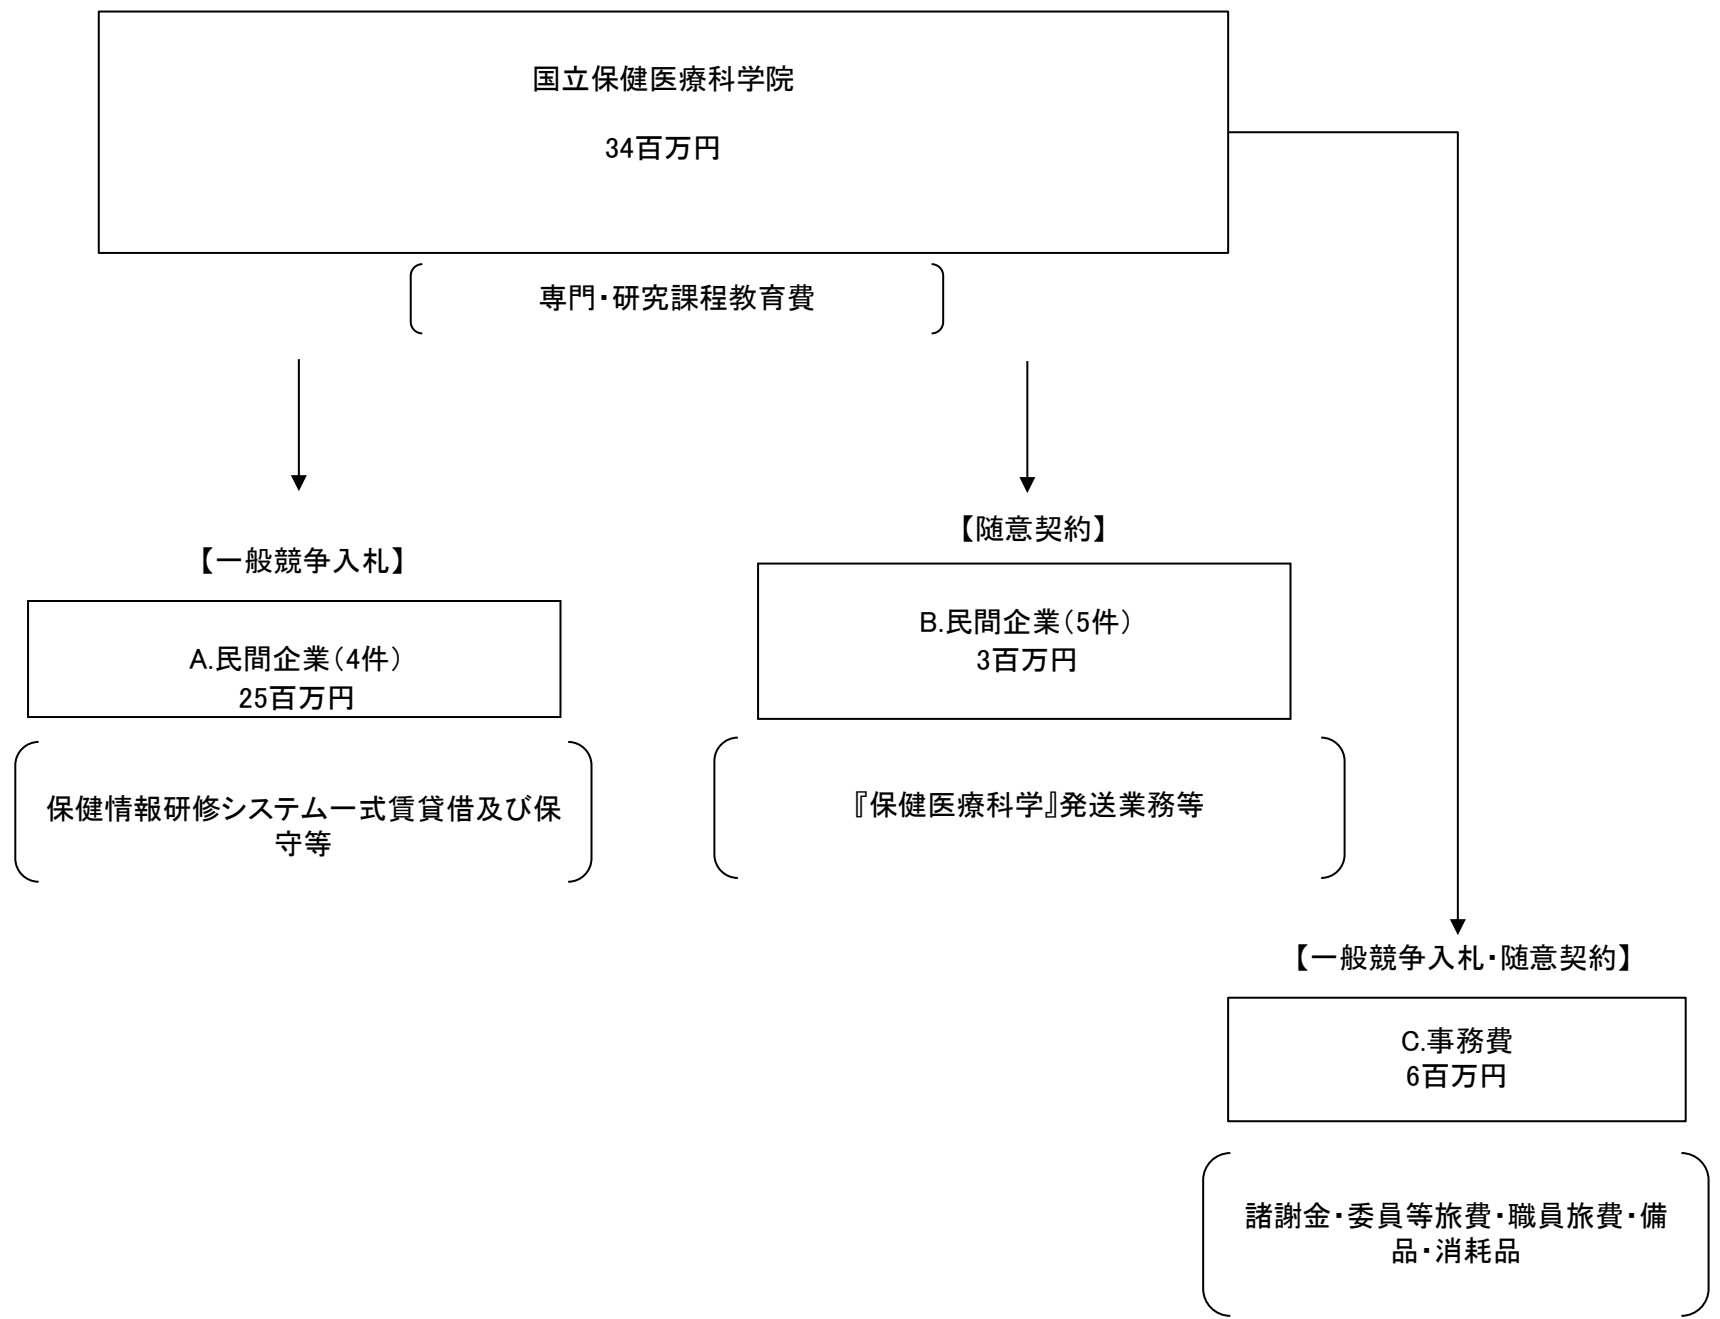 国立保健医療科学院
34百万円
専門・研究課程教育費
【随意契約】
【一般競争入札】
B.民間企業（5件）
3百万円
A.民間企業（4件）
25百万円
『保健医療科学』発送業務等
保健情報研修システム一式賃貸借及び保
守等
【一般競争入札・随意契約】
C.事務費
6百万円
諸謝金・委員等旅費・職員旅費・備
品・消耗品